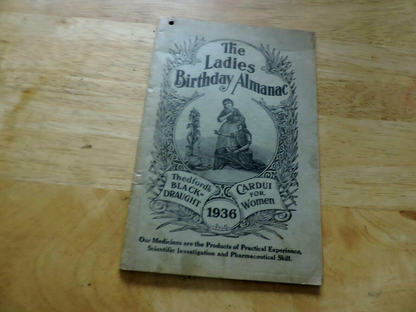 The
Ladies
Birthday Almanac
Thedford's
BLACK-
DRAUGHT
CARDUI
FOR
Women
1936
Our Medicines are the Products of Practical Experience,
Scientific Investigation and Pharmaceutical Skill.